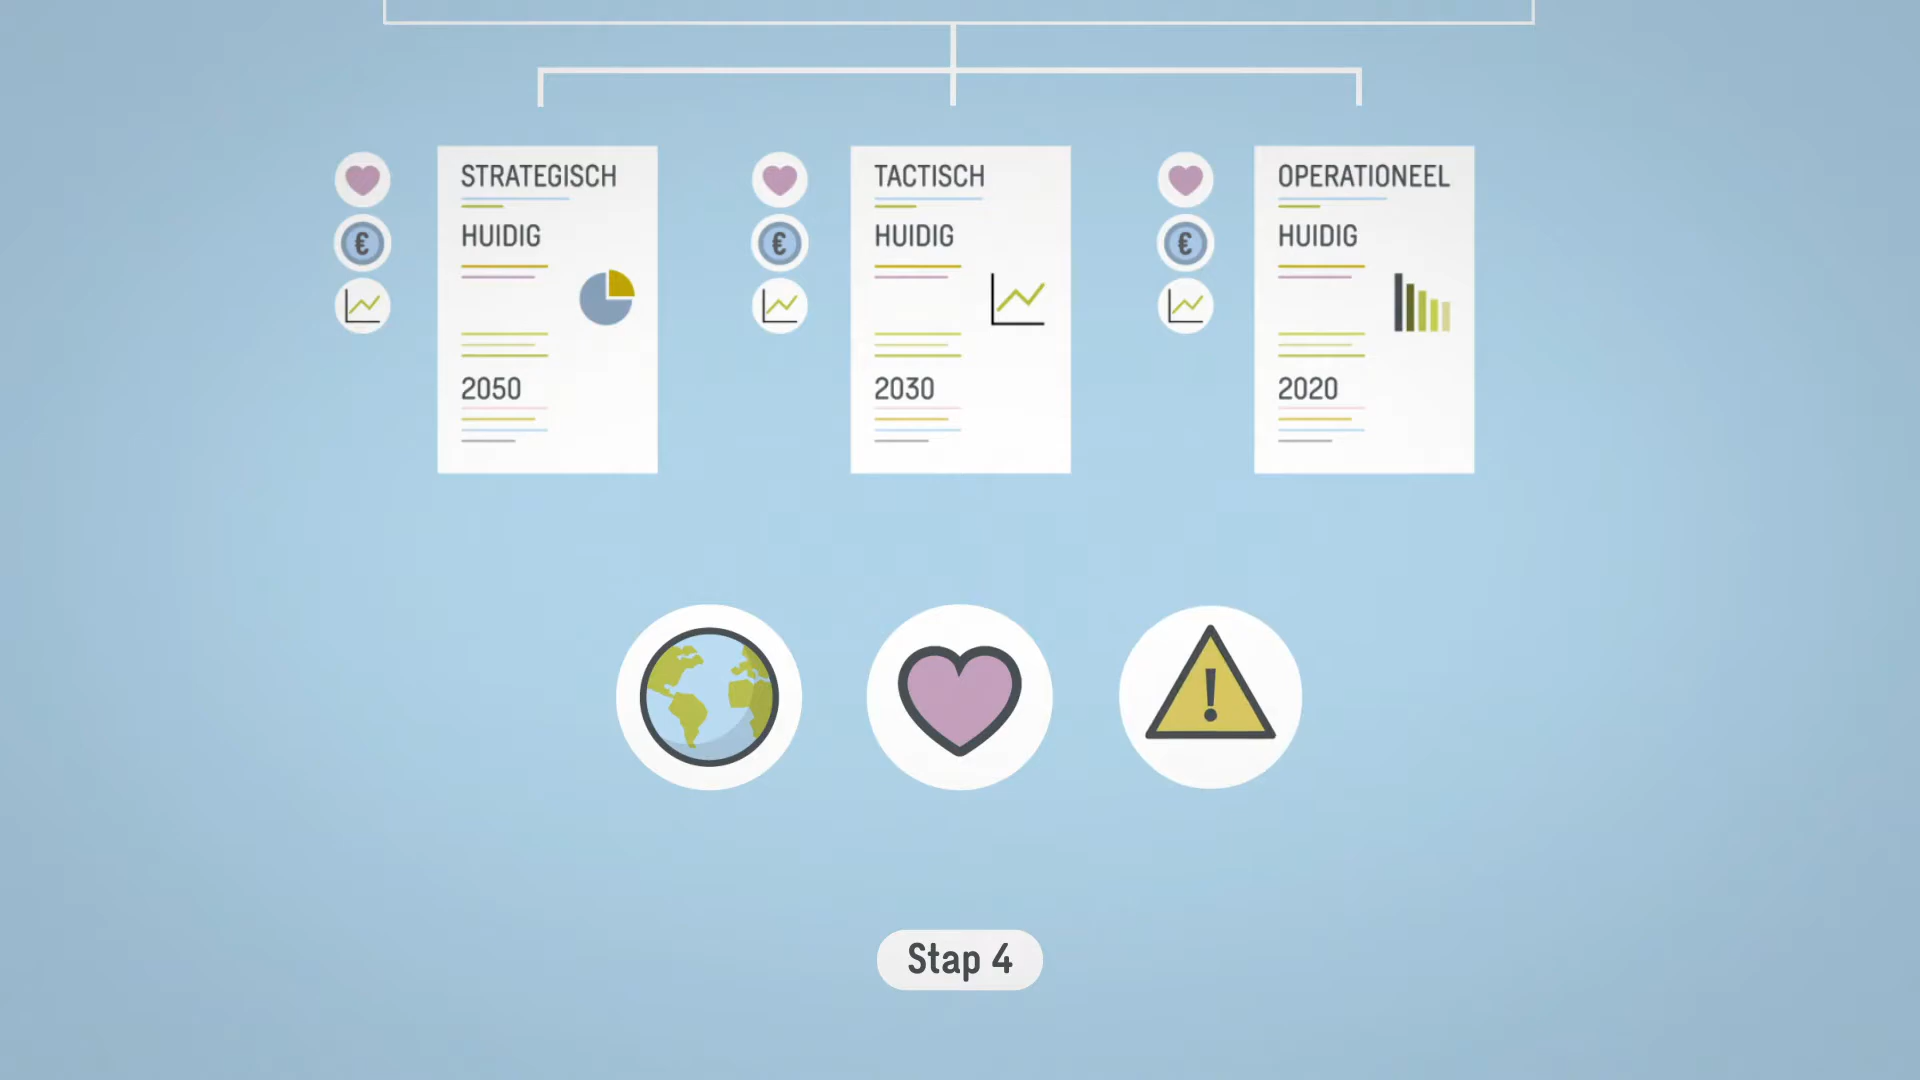 STRATEGISCH
HUIDIG
2050
TACTISCH
HUIDIG
2030
OPERATIONEEL
HUIDIG
2020
€
€
€
!
Stap 4